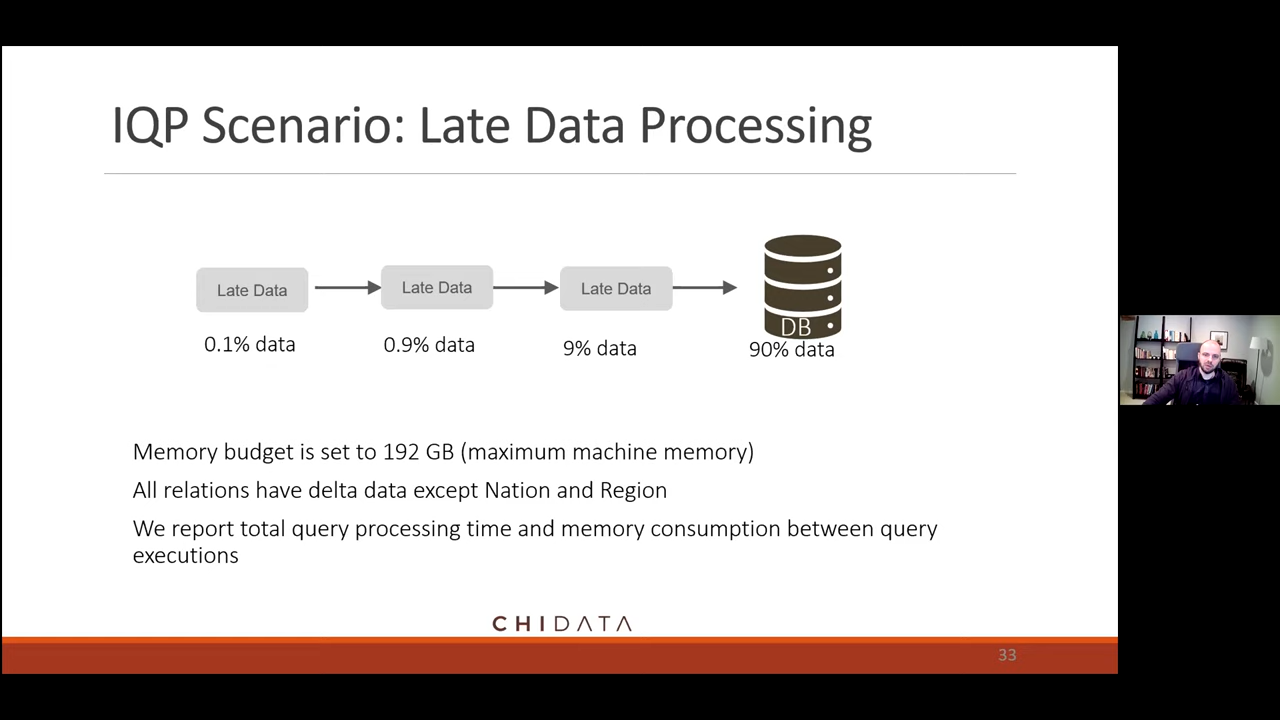 IQP Scenario: Late Data Processing
Late Data
Late Data
Late Data
DB
0.1% data
0.9% data
9% data
90% data
Memory budget is set to 192 GB (maximum machine memory)
All relations have delta data except Nation and Region
We report total query processing time and memory consumption between query
executions
CHIDATA
33